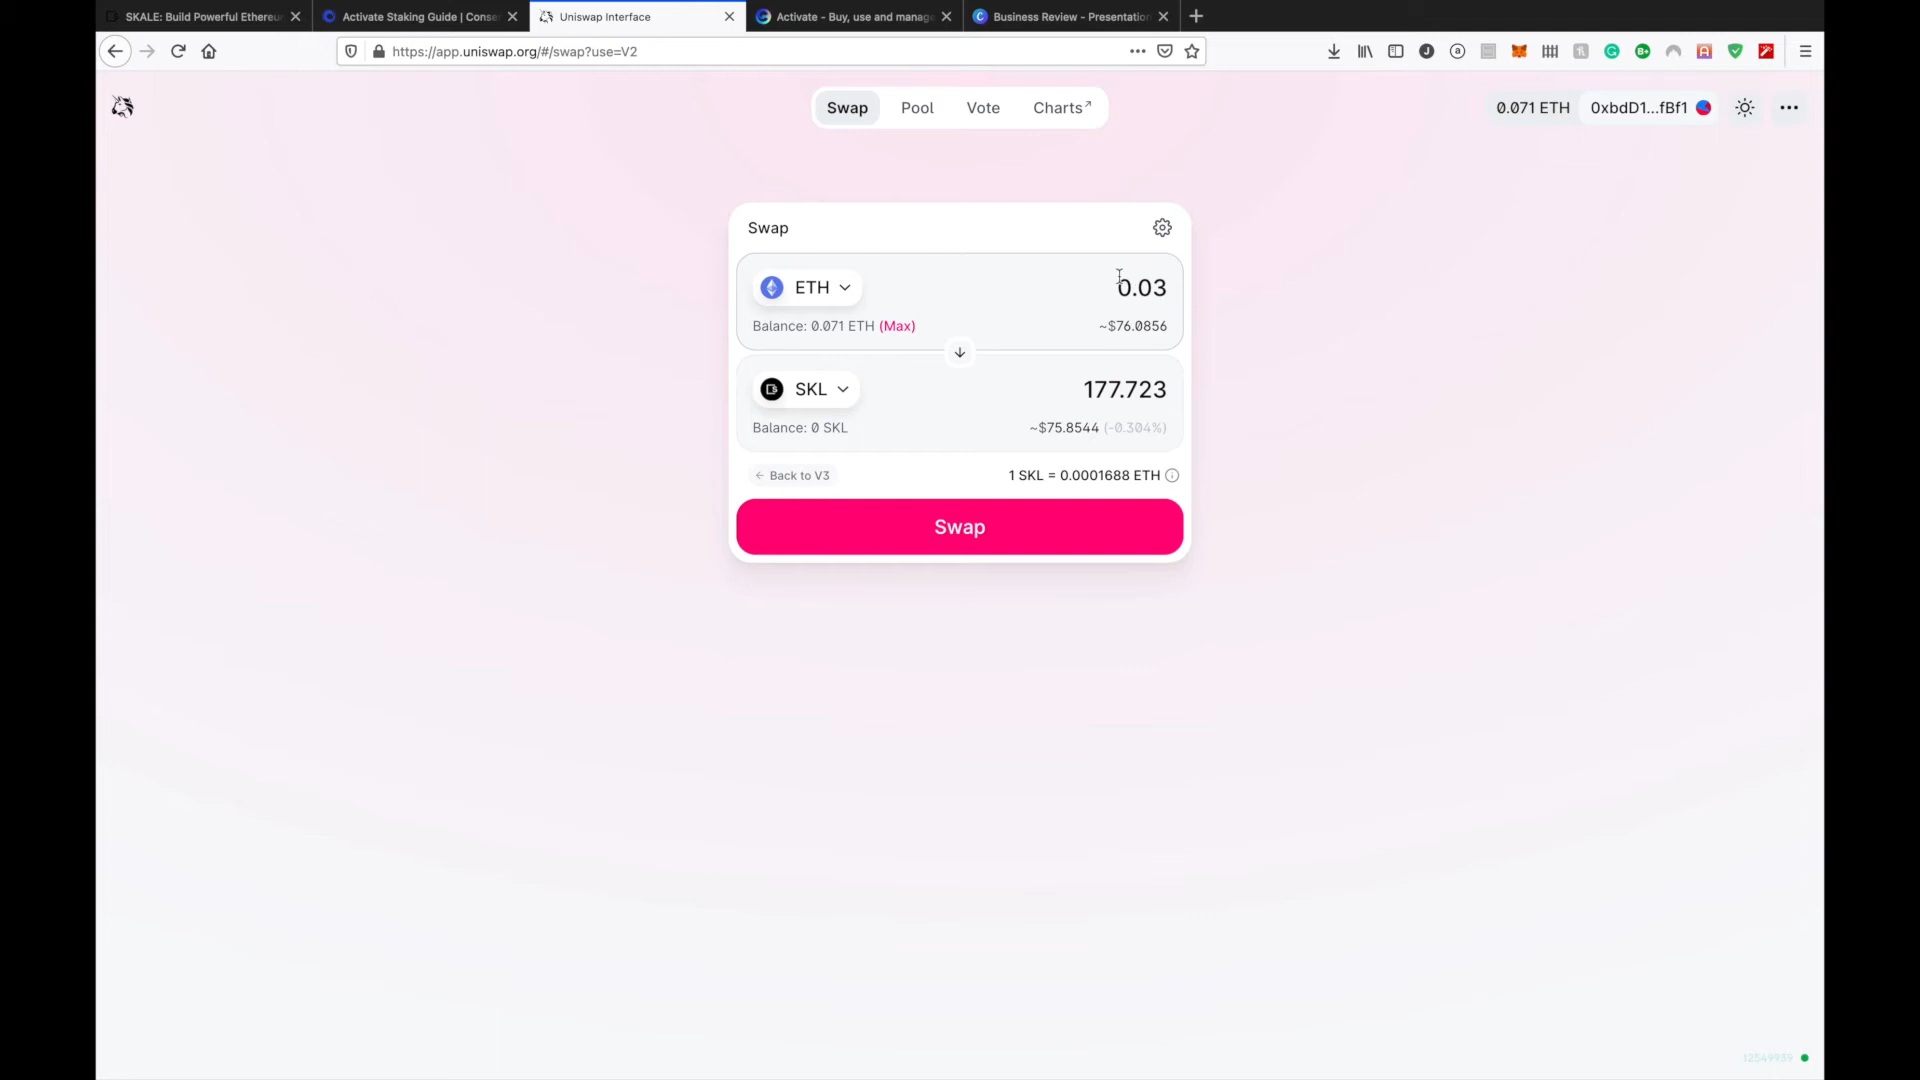 SKALE: Build Powerful Ethereu
Activate Staking Guide | Conse
Uniswap Interface
Activate - Buy, use and manage
Business Review - Presentation
https://app.uniswap.org/#/swap?use=V2
Swap
Pool
Vote
Charts↗
0.071 ETH
0xbdD1...fBf1
Swap
ETH
0.03
Balance: 0.071 ETH (Max)
~$76.0856
SKL
177.723
Balance: 0 SKL
~$75.8544 (-0.304%)
← Back to V3
1 SKL = 0.0001688 ETH
Swap
12549939